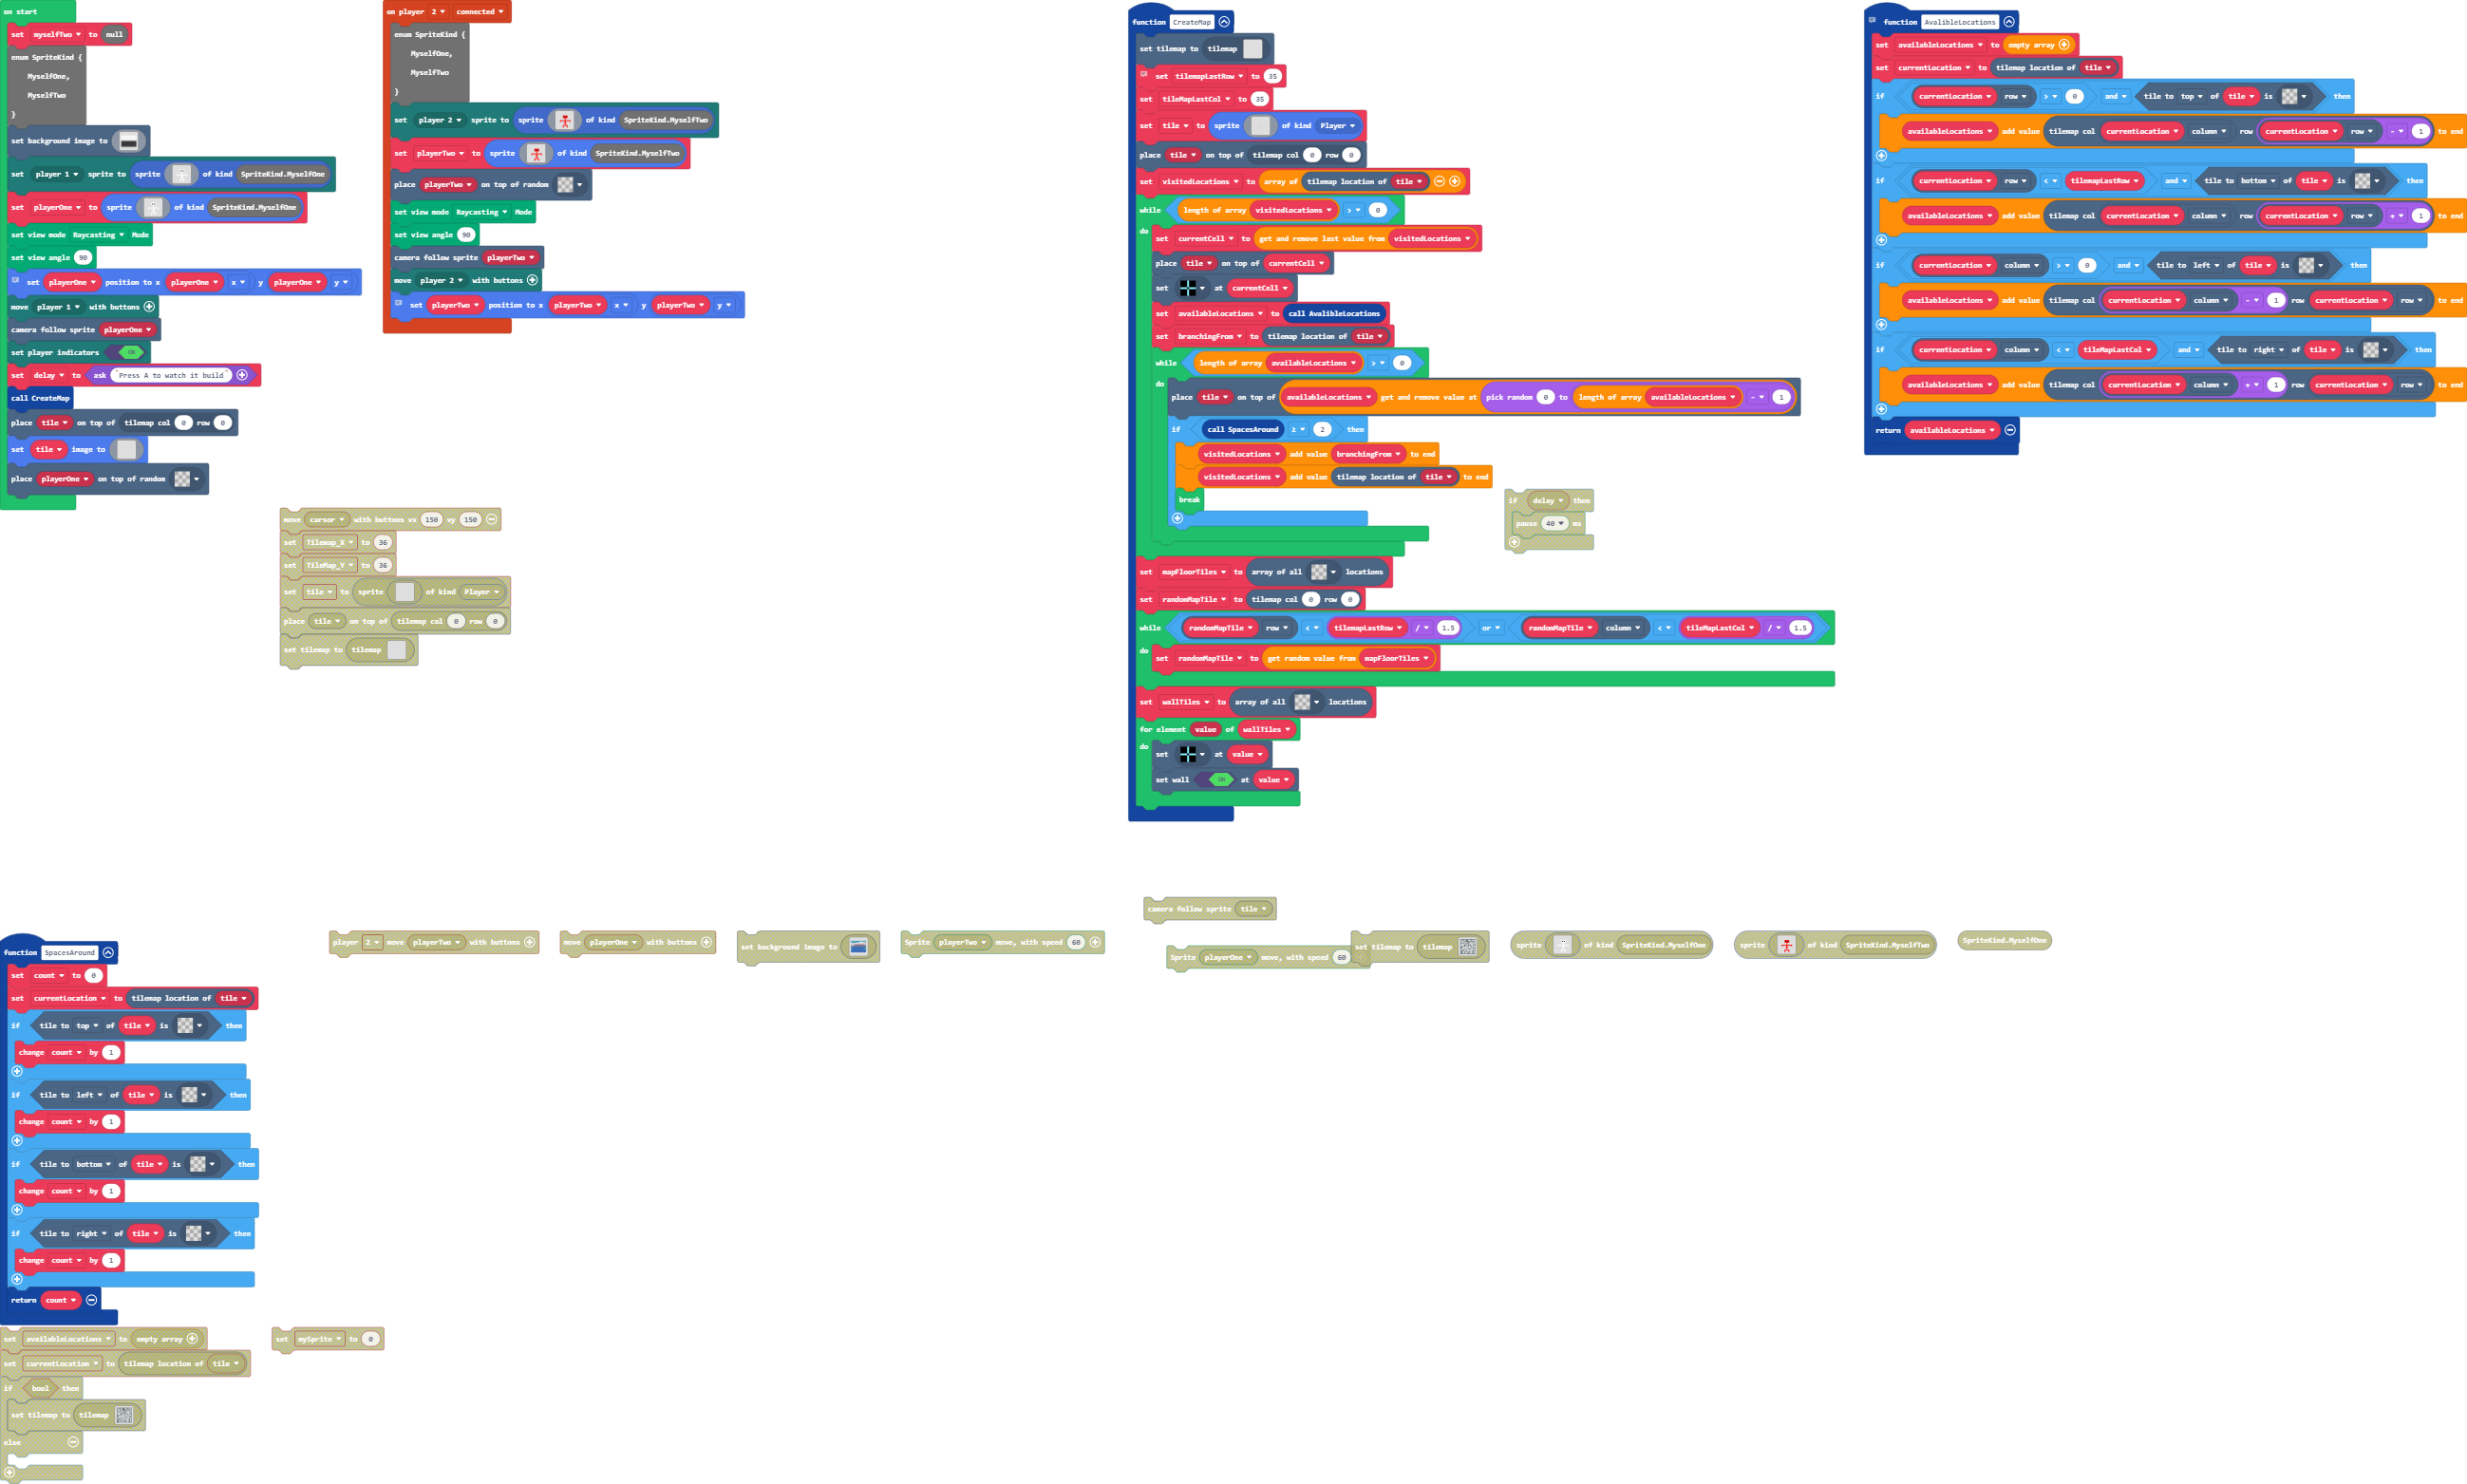 on start
set myselfTwo to null
enum SpriteKind {
MyselfOne,
MyselfTwo
}
set background image to
set player 1 sprite to sprite of kind SpriteKind.MyselfOne
set playerOne to sprite of kind SpriteKind.MyselfOne
set view mode Raycasting Mode
set view angle 90
set playerOne position to x playerOne x y playerOne y
move player 1 with buttons
camera follow sprite playerOne
set player indicators ON
set delay to ask "Press A to watch it build"
call CreateMap
place tile on top of tilemap col 0 row 0
set tile image to
place playerOne on top of random
on player 2 connected
enum SpriteKind {
MyselfOne,
MyselfTwo
}
set player 2 sprite to sprite of kind SpriteKind.MyselfTwo
set playerTwo to sprite of kind SpriteKind.MyselfTwo
place playerTwo on top of random
set view mode Raycasting Mode
set view angle 90
camera follow sprite playerTwo
move player 2 with buttons
set playerTwo position to x playerTwo x y playerTwo y
move cursor with buttons vx 150 vy 150
set Tilemap_X to 36
set TileMap_Y to 36
set tile to sprite of kind Player
place tile on top of tilemap col 0 row 0
set tilemap to tilemap
function CreateMap
set tilemap to tilemap
set tilemapLastRow to 35
set tileMapLastCol to 35
set tile to sprite of kind Player
place tile on top of tilemap col 0 row 0
set visitedLocations to array of tilemap location of tile
while length of array visitedLocations > 0
do set currentCell to get and remove last value from visitedLocations
place tile on top of currentCell
set at currentCell
set availableLocations to call AvalibleLocations
set branchingFrom to tilemap location of tile
while length of array availableLocations > 0
do place tile on top of availableLocations get and remove value at pick random 0 to length of array availableLocations - 1
if call SpacesAround ≥ 2 then
visitedLocations add value branchingFrom to end
visitedLocations add value tilemap location of tile to end
break
if delay then
pause 40 ms
set mapFloorTiles to array of all locations
set randomMapTile to tilemap col 0 row 0
while randomMapTile row < tilemapLastRow / 1.5 or randomMapTile column < tileMapLastCol / 1.5
do set randomMapTile to get random value from mapFloorTiles
set wallTiles to array of all locations
for element value of wallTiles
do set at value
set wall ON at value
function AvalibleLocations
set availableLocations to empty array
set currentLocation to tilemap location of tile
if currentLocation row > 0 and tile to top of tile is then
availableLocations add value tilemap col currentLocation column row currentLocation row - 1 to end
if currentLocation row < tilemapLastRow and tile to bottom of tile is then
availableLocations add value tilemap col currentLocation column row currentLocation row + 1 to end
if currentLocation column > 0 and tile to left of tile is then
availableLocations add value tilemap col currentLocation column - 1 row currentLocation row to end
if currentLocation column < tileMapLastCol and tile to right of tile is then
availableLocations add value tilemap col currentLocation column + 1 row currentLocation row to end
return availableLocations
camera follow sprite tile
player 2 move playerTwo with buttons
move playerOne with buttons
set background image to
Sprite playerTwo move, with speed 60
Sprite playerOne move, with speed 60
set tilemap to tilemap
sprite of kind SpriteKind.MyselfOne
sprite of kind SpriteKind.MyselfTwo
SpriteKind.MyselfOne
function SpacesAround
set count to 0
set currentLocation to tilemap location of tile
if tile to top of tile is then
change count by 1
if tile to left of tile is then
change count by 1
if tile to bottom of tile is then
change count by 1
if tile to right of tile is then
change count by 1
return count
set availableLocations to empty array
set currentLocation to tilemap location of tile
if bool then
set tilemap to tilemap
else
set mySprite to 0